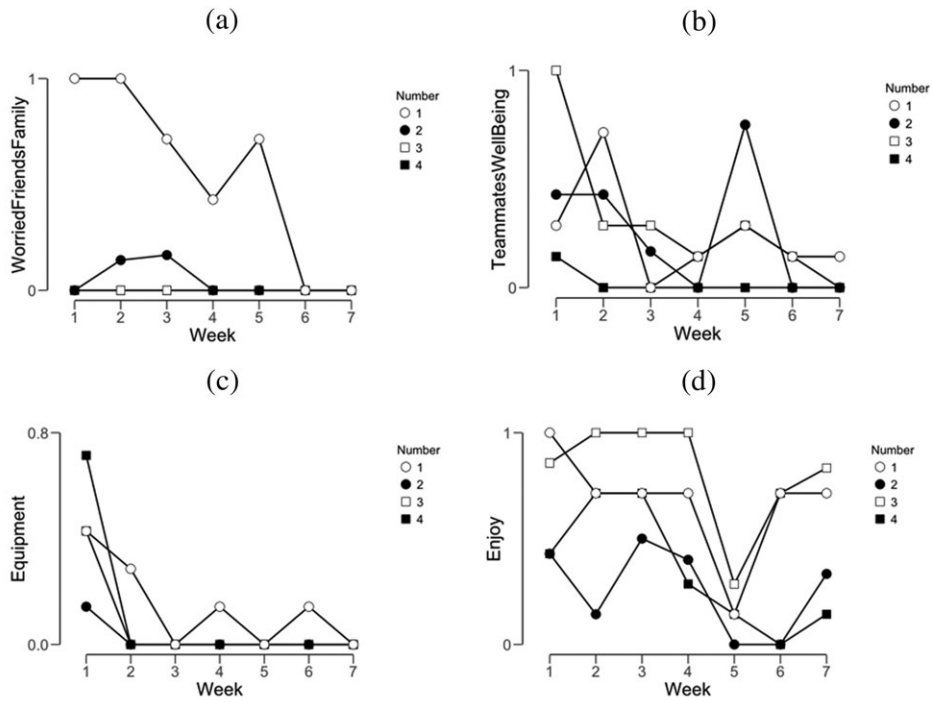 (a)
WorriedFriendsFamily
1
0
1 2 3 4 5 6 7
Week
Number
1
2
3
4
(b)
TeammatesWellBeing
1
0
1 2 3 4 5 6 7
Week
Number
1
2
3
4
(c)
Equipment
0.8
0.0
1 2 3 4 5 6 7
Week
Number
1
2
3
4
(d)
Enjoy
1
0
1 2 3 4 5 6 7
Week
Number
1
2
3
4